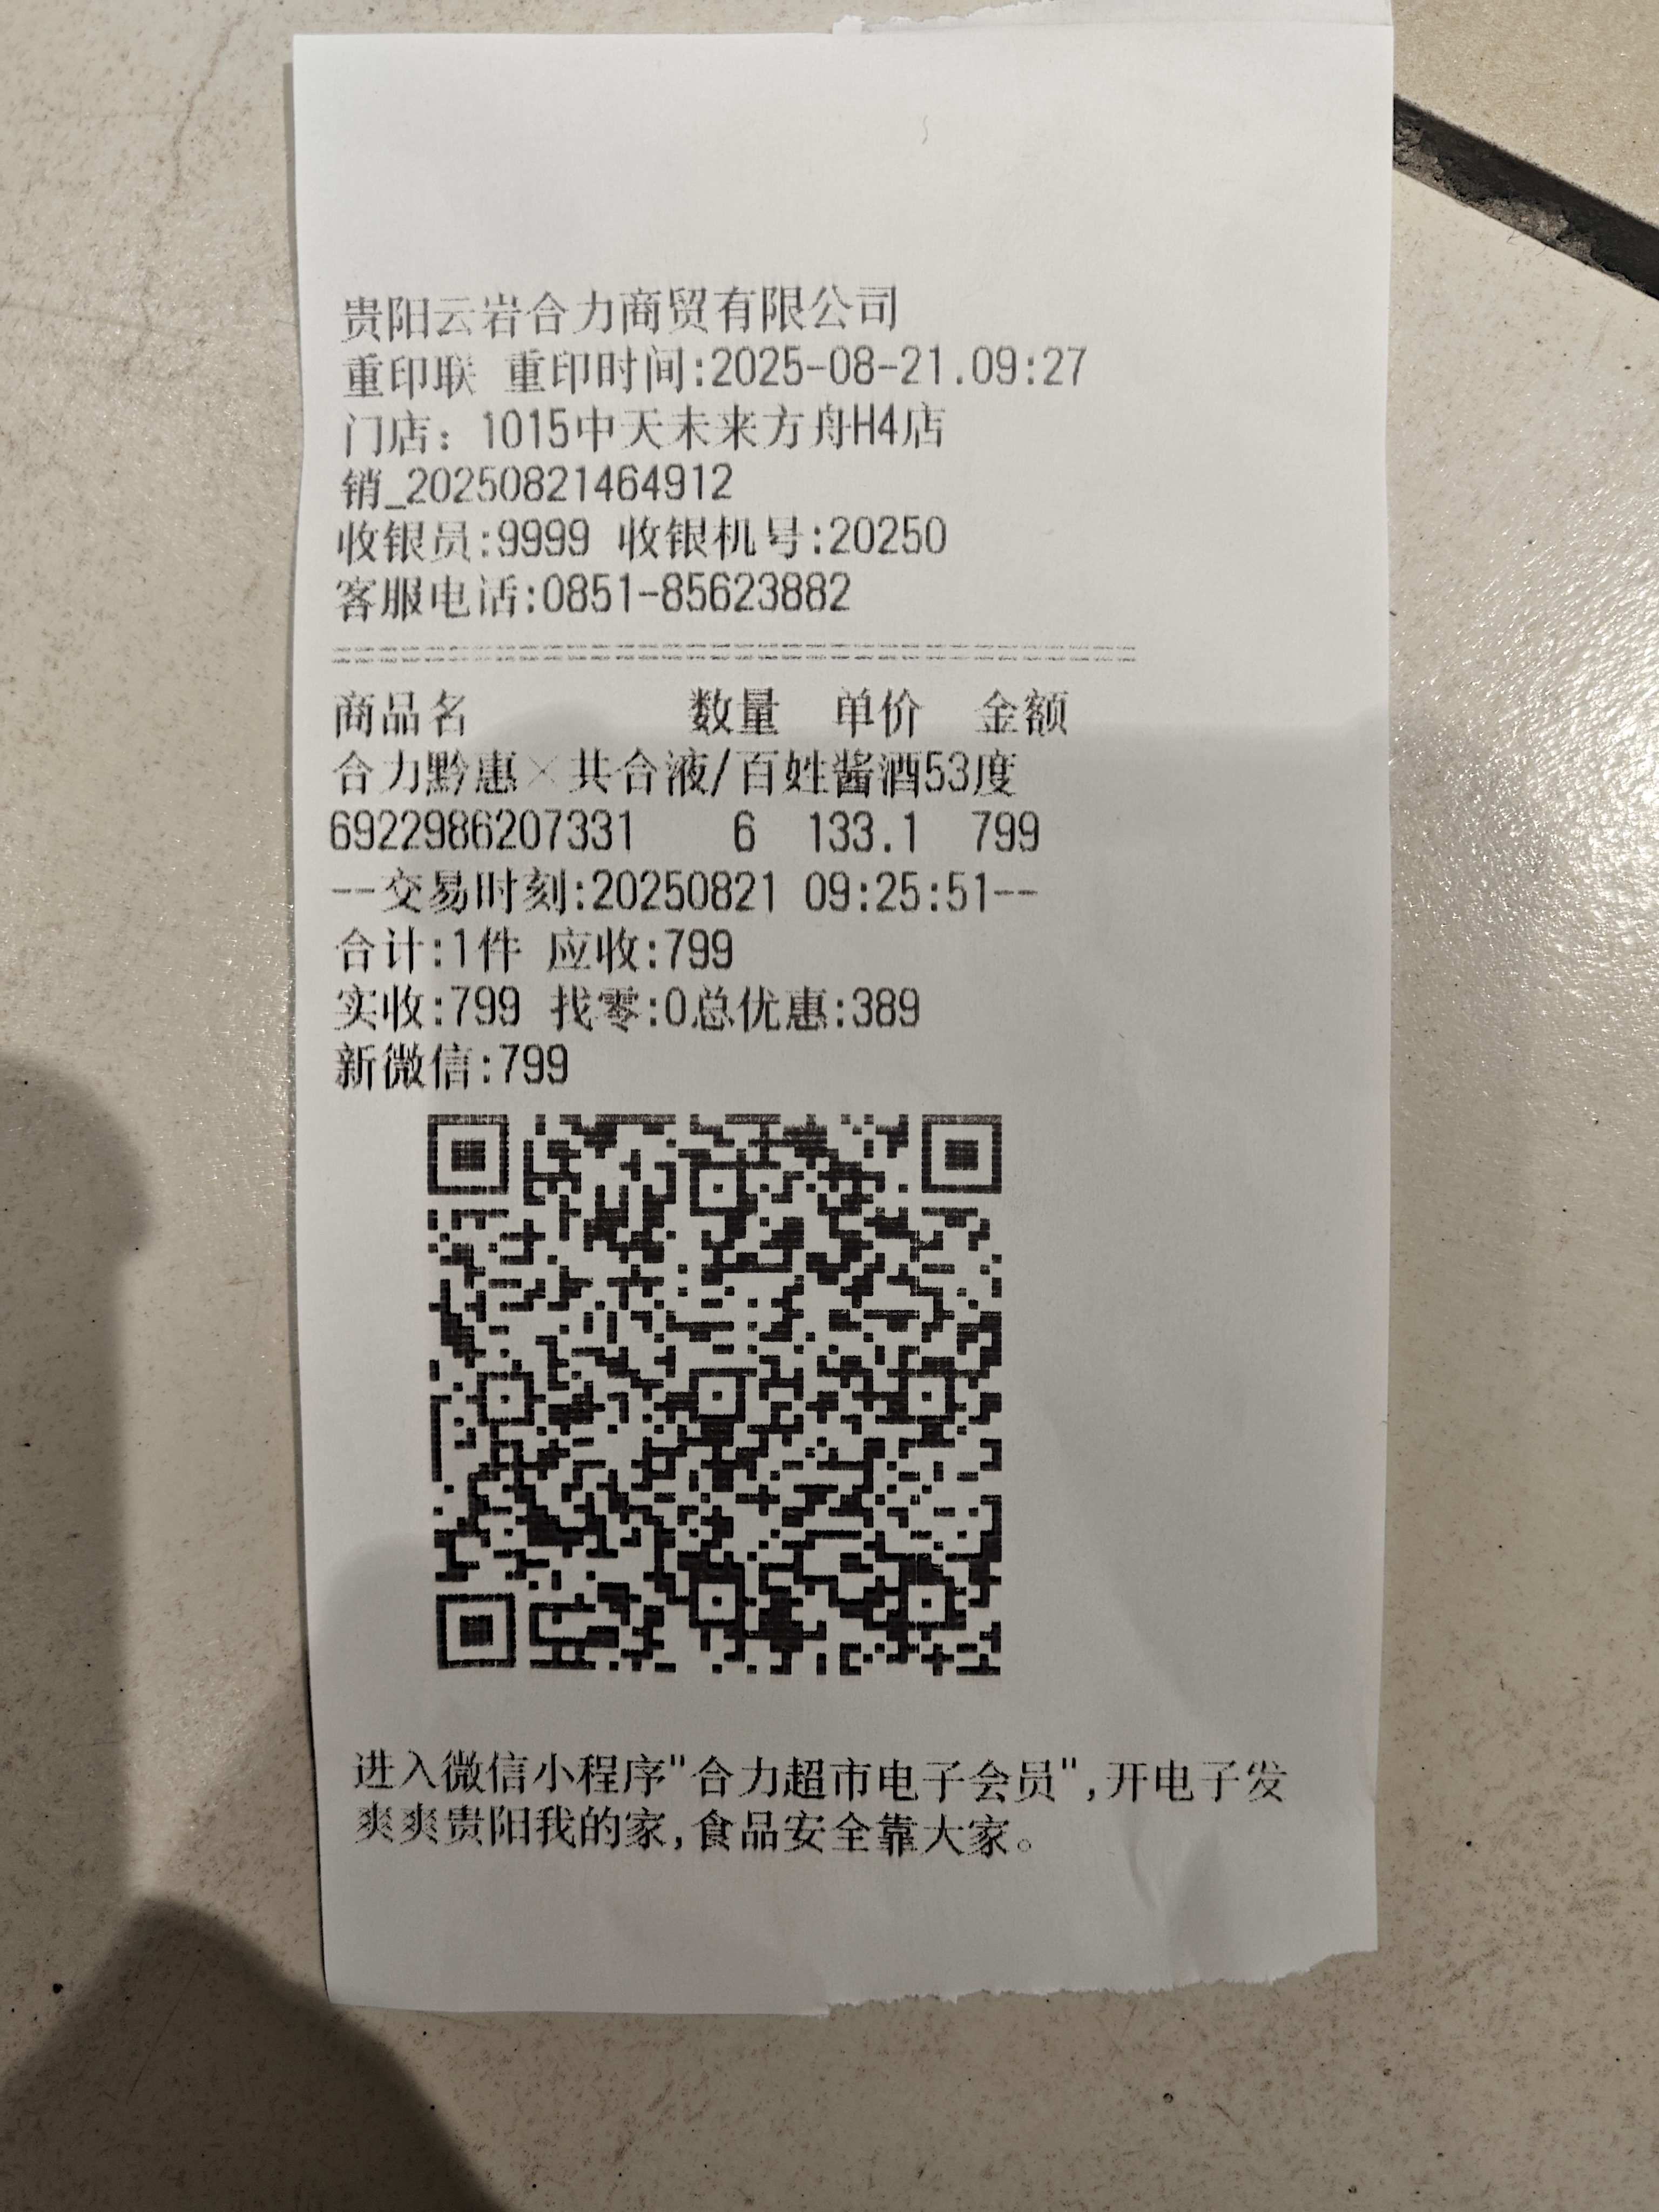 贵阳云岩合力商贸有限公司
重印联 重印时间:2025-08-21.09:27
门店: 1015中天未来方舟H4店
销_20250821464912
收银员:9999 收银机号:20250
客服电话:0851-85623882
商品名 数量 单价 金额
合力黔惠×共合液/百姓酱酒53度
6922986207331 6 133.1 799
--交易时刻:20250821 09:25:51--
合计:1件 应收:799
实收:799 找零:0总优惠:389
新微信:799
进入微信小程序"合力超市电子会员",开电子发
爽爽贵阳我的家,食品安全靠大家。